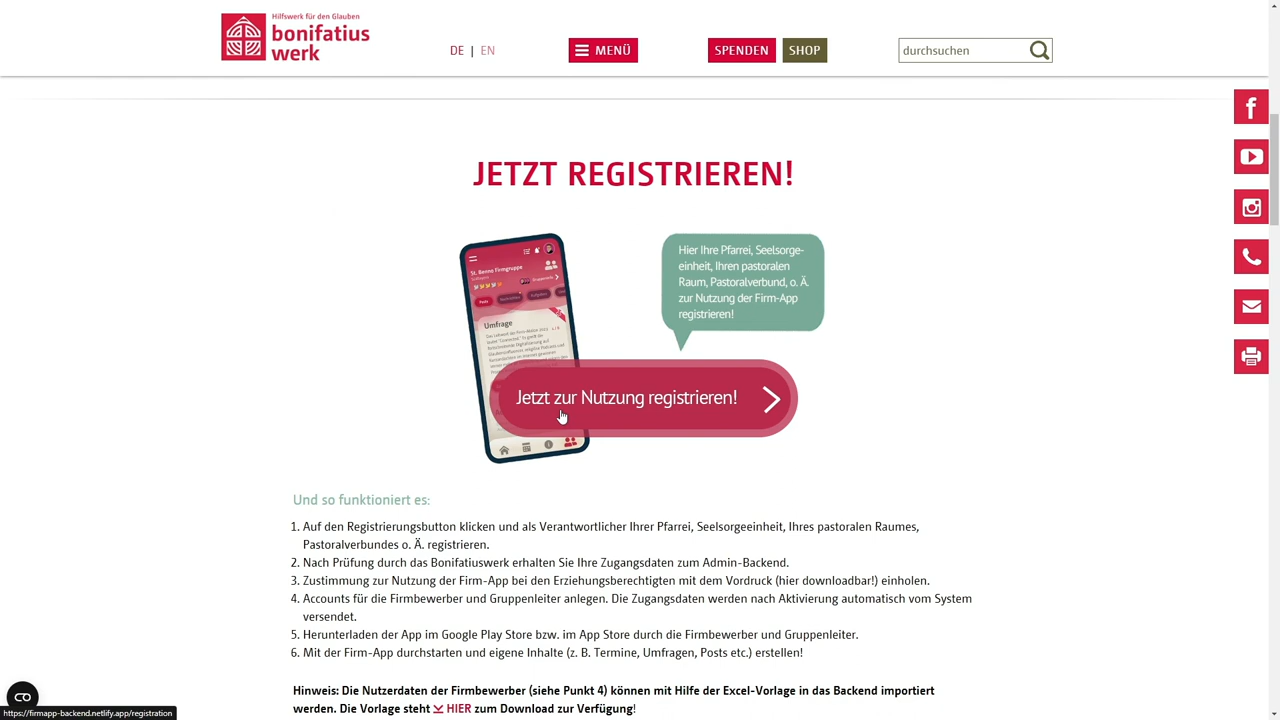 Hilfswerk für den Glauben
bonifatius
werk
DE | EN
MENÜ
SPENDEN
SHOP
durchsuchen
JETZT REGISTRIEREN!
Hier Ihre Pfarrei, Seelsorge-
einheit, Ihren pastoralen
Raum, Pastoralverbund, o. Ä.
zur Nutzung der Firm-App
registrieren!
St. Benno Firmgruppe
Posts
Umfrage
Jetzt zur Nutzung registrieren!
Und so funktioniert es:
1. Auf den Registrierungsbutton klicken und als Verantwortlicher Ihrer Pfarrei, Seelsorgeeinheit, Ihres pastoralen Raumes,
Pastoralverbundes o. Ä. registrieren.
2. Nach Prüfung durch das Bonifatiuswerk erhalten Sie Ihre Zugangsdaten zum Admin-Backend.
3. Zustimmung zur Nutzung der Firm-App bei den Erziehungsberechtigten mit dem Vordruck (hier downloadbar!) einholen.
4. Accounts für die Firmbewerber und Gruppenleiter anlegen. Die Zugangsdaten werden nach Aktivierung automatisch vom System
versendet.
5. Herunterladen der App im Google Play Store bzw. im App Store durch die Firmbewerber und Gruppenleiter.
6. Mit der Firm-App durchstarten und eigene Inhalte (z. B. Termine, Umfragen, Posts etc.) erstellen!
Hinweis: Die Nutzerdaten der Firmbewerber (siehe Punkt 4) können mit Hilfe der Excel-Vorlage in das Backend importiert
werden. Die Vorlage steht HIER zum Download zur Verfügung!
https://firmapp-backend.netlify.app/registration